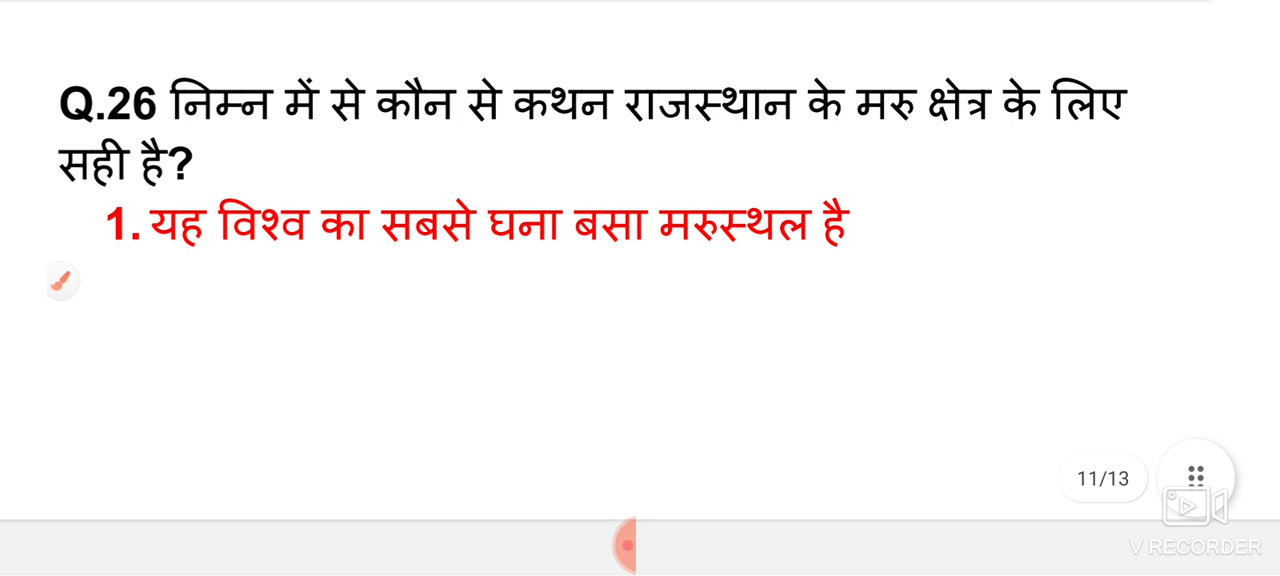 Q.26 निम्न में से कौन से कथन राजस्थान के मरु क्षेत्र के लिए
सही है?
1. यह विश्व का सबसे घना बसा मरुस्थल है
11/13
V RECORDER